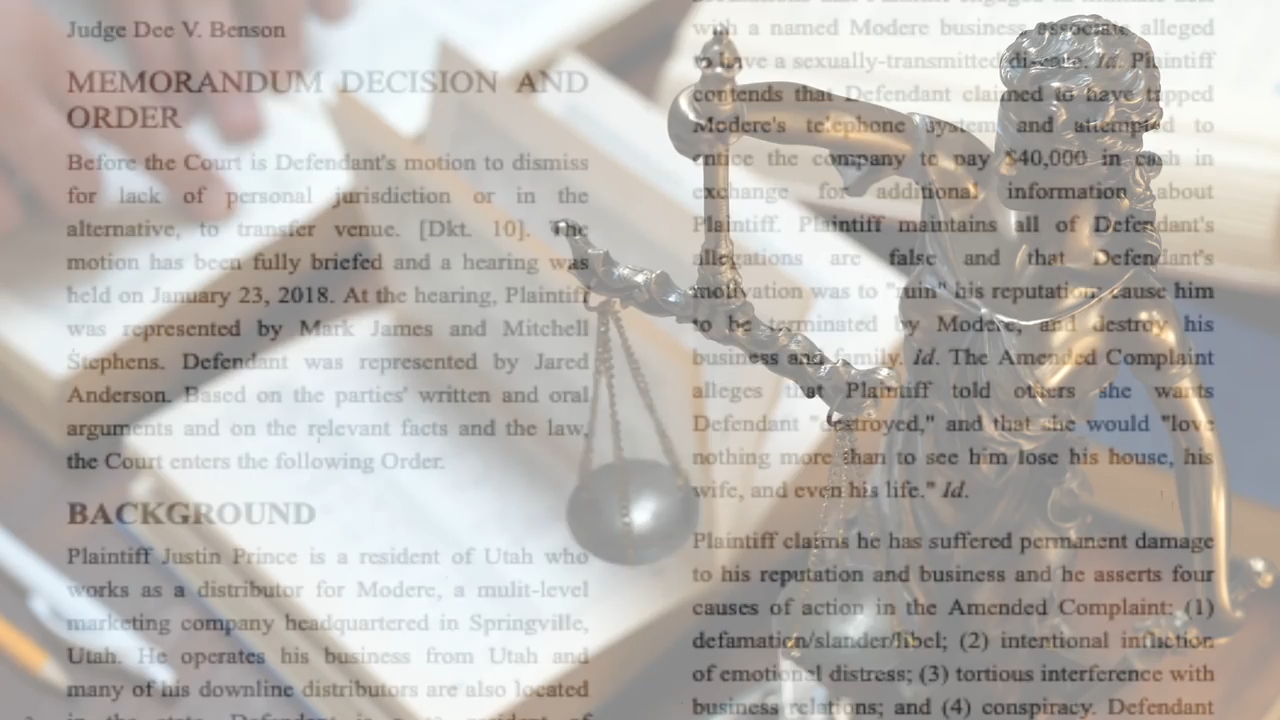 Judge Dee V. Benson
MEMORANDUM DECISION AND
ORDER
Before the Court is Defendant's motion to dismiss
for lack of personal jurisdiction or in the
alternative, to transfer venue. [Dkt. 10]. The
motion has been fully briefed and a hearing was
held on January 23, 2018. At the hearing, Plaintiff
was represented by Mark James and Mitchell
Stephens. Defendant was represented by Jared
Anderson. Based on the parties' written and oral
arguments and on the relevant facts and the law,
the Court enters the following Order.
BACKGROUND
Plaintiff Justin Prince is a resident of Utah who
works as a distributor for Modere, a mulit-level
marketing company headquartered in Springville,
Utah. He operates his business from Utah and
many of his downline distributors are also located
in the state. Defendant is a resident of
with a named Modere business associate alleged
to have a sexually-transmitted disease. Id. Plaintiff
contends that Defendant claimed to have tapped
Modere's telephone system and attempted to
entice the company to pay $40,000 in cash in
exchange for additional information about
Plaintiff. Plaintiff maintains all of Defendant's
allegations are false and that Defendant's
motivation was to "ruin" his reputation, cause him
to be terminated by Modere, and destroy his
business and family. Id. The Amended Complaint
alleges that Plaintiff told others she wants
Defendant "destroyed," and that she would "love
nothing more than to see him lose his house, his
wife, and even his life." Id.
Plaintiff claims he has suffered permanent damage
to his reputation and business and he asserts four
causes of action in the Amended Complaint: (1)
defamation/slander/libel; (2) intentional infliction
of emotional distress; (3) tortious interference with
business relations; and (4) conspiracy. Defendant